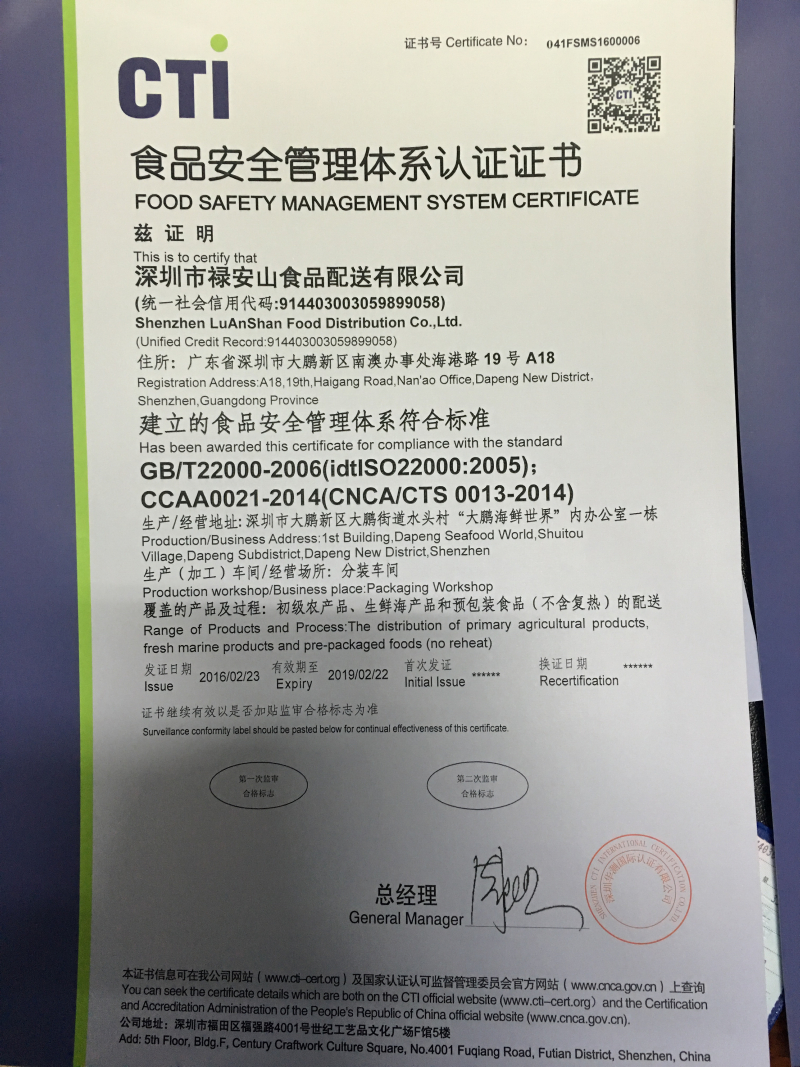 证书号 Certificate No: 041FSMS1600006
CTI
CTI
食品安全管理体系认证证书
FOOD SAFETY MANAGEMENT SYSTEM CERTIFICATE
兹证明
This is to certify that
深圳市禄安山食品配送有限公司
(统一社会信用代码:914403003059899058)
Shenzhen LuAnShan Food Distribution Co.,Ltd.
(Unified Credit Record:914403003059899058)
住所：广东省深圳市大鹏新区南澳办事处海港路 19 号 A18
Registration Address:A18,19th,Haigang Road,Nan'ao Office,Dapeng New District,
Shenzhen,Guangdong Province
建立的食品安全管理体系符合标准
Has been awarded this certificate for compliance with the standard
GB/T22000-2006(idtISO22000:2005);
CCAA0021-2014(CNCA/CTS 0013-2014)
生产/经营地址:深圳市大鹏新区大鹏街道水头村“大鹏海鲜世界”内办公室一栋
Production/Business Address:1st Building,Dapeng Seafood World,Shuitou
Village,Dapeng Subdistrict,Dapeng New District,Shenzhen
生产（加工）车间/经营场所：分装车间
Production workshop/Business place:Packaging Workshop
覆盖的产品及过程：初级农产品、生鲜海产品和预包装食品（不含复热）的配送
Range of Products and Process:The distribution of primary agricultural products,
fresh marine products and pre-packaged foods (no reheat)
发证日期 2016/02/23 有效期至 2019/02/22 首次发证 ****** 换证日期 ******
Issue Expiry Initial Issue Recertification
证书继续有效以是否加贴监审合格标志为准
Surveillance conformity label should be pasted below for continual effectiveness of this certificate.
第一次监审 第二次监审
合格标志 合格标志
总经理
General Manager
SHENZHEN CTI INTERNATIONAL CERTIFICATION CO.,LTD
深圳华测国际认证有限公司
本证书信息可在我公司网站（www.cti-cert.org）及国家认证认可监督管理委员会官方网站（www.cnca.gov.cn）上查询
You can seek the certificate details which are both on the CTI official website (www.cti-cert.org）and the Certification
and Accreditation Administration of the People's Republic of China official website (www.cnca.gov.cn).
公司地址：深圳市福田区福强路4001号世纪工艺品文化广场F馆5楼
Add: 5th Floor, Bldg.F, Century Craftwork Culture Square, No.4001 Fuqiang Road, Futian District, Shenzhen, China